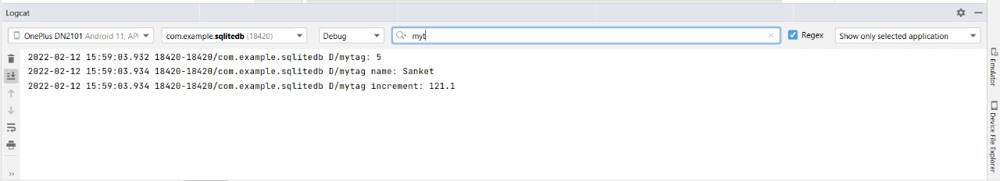 Logcat
OnePlus DN2101 Android 11, API
com.example.sqlitedb (18420)
Debug
myt
Regex
Show only selected application
2022-02-12 15:59:03.932 18420-18420/com.example.sqlitedb D/mytag: 5
2022-02-12 15:59:03.934 18420-18420/com.example.sqlitedb D/mytag name: Sanket
2022-02-12 15:59:03.934 18420-18420/com.example.sqlitedb D/mytag increment: 121.1
Emulator
Device File Explorer